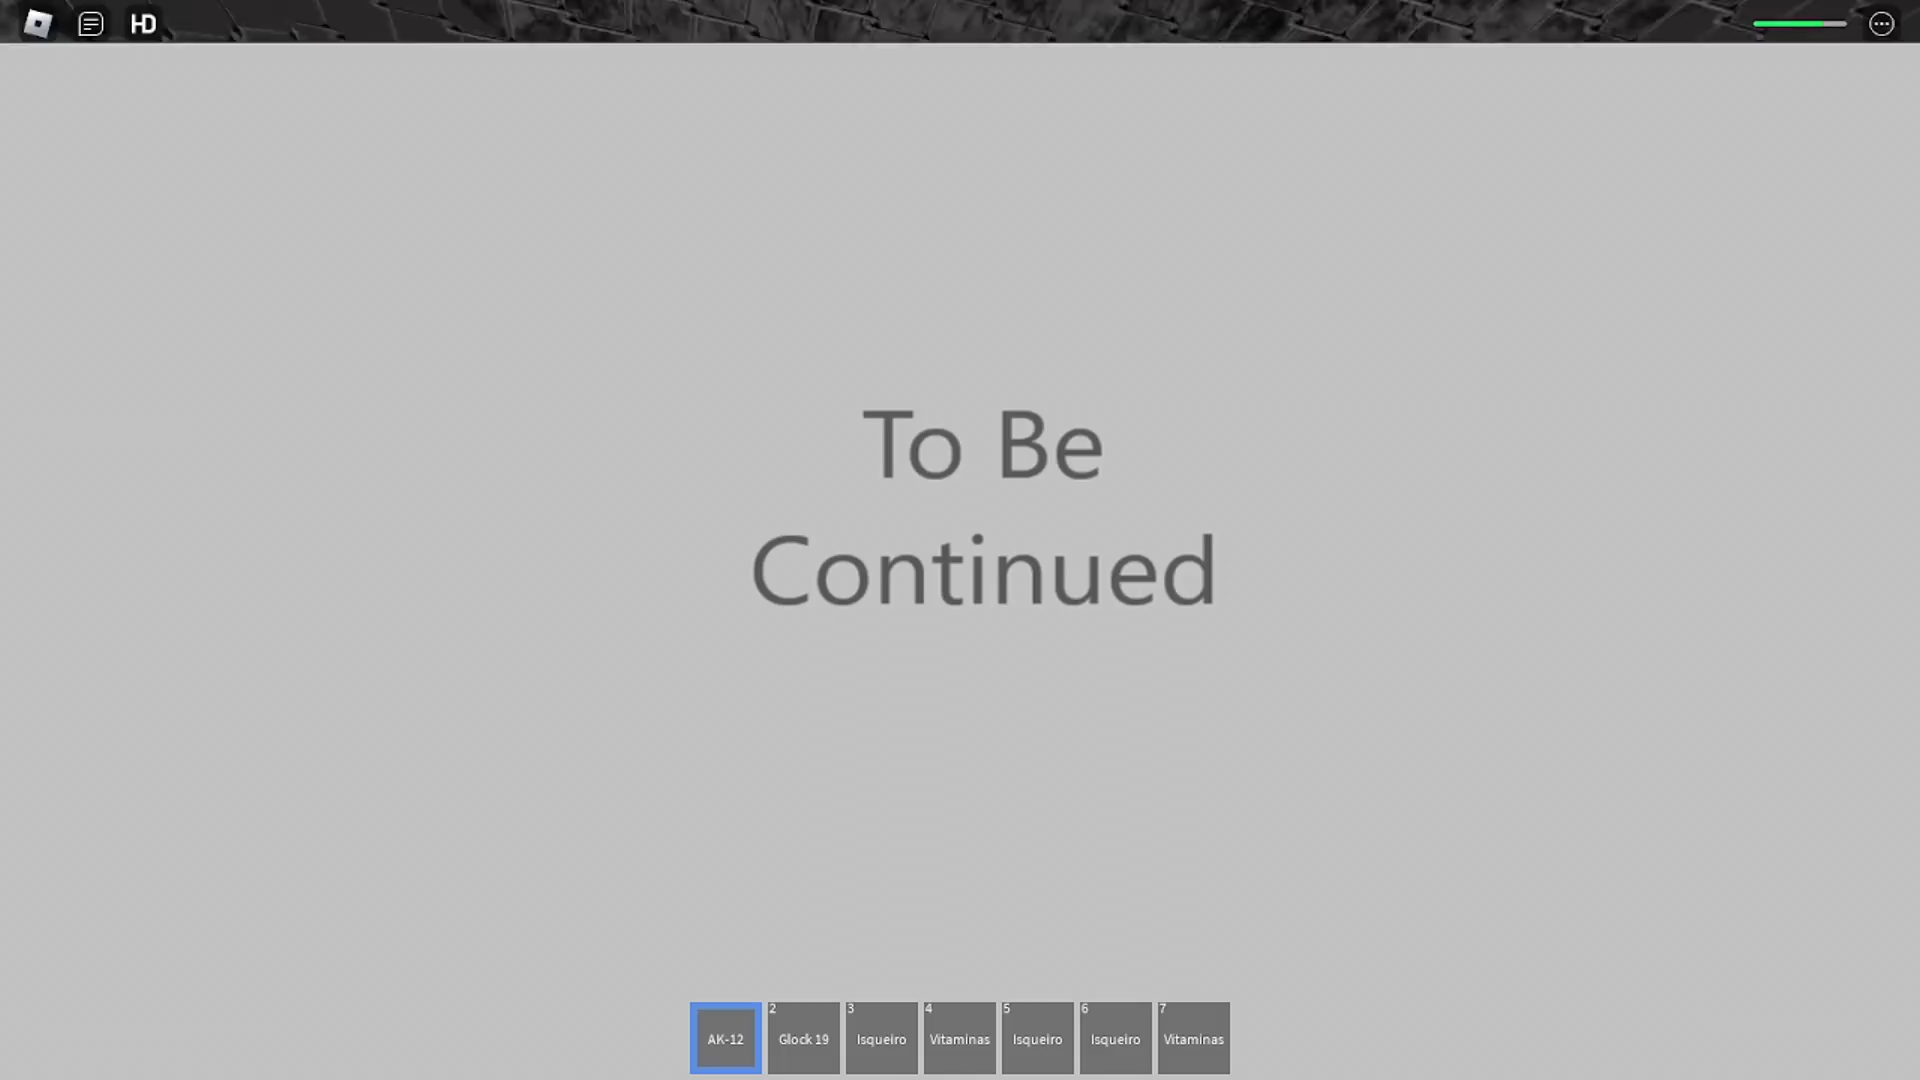 HD
To Be
Continued
AK-12
2
Glock 19
3
Isqueiro
4
Vitaminas
5
Isqueiro
6
Isqueiro
7
Vitaminas